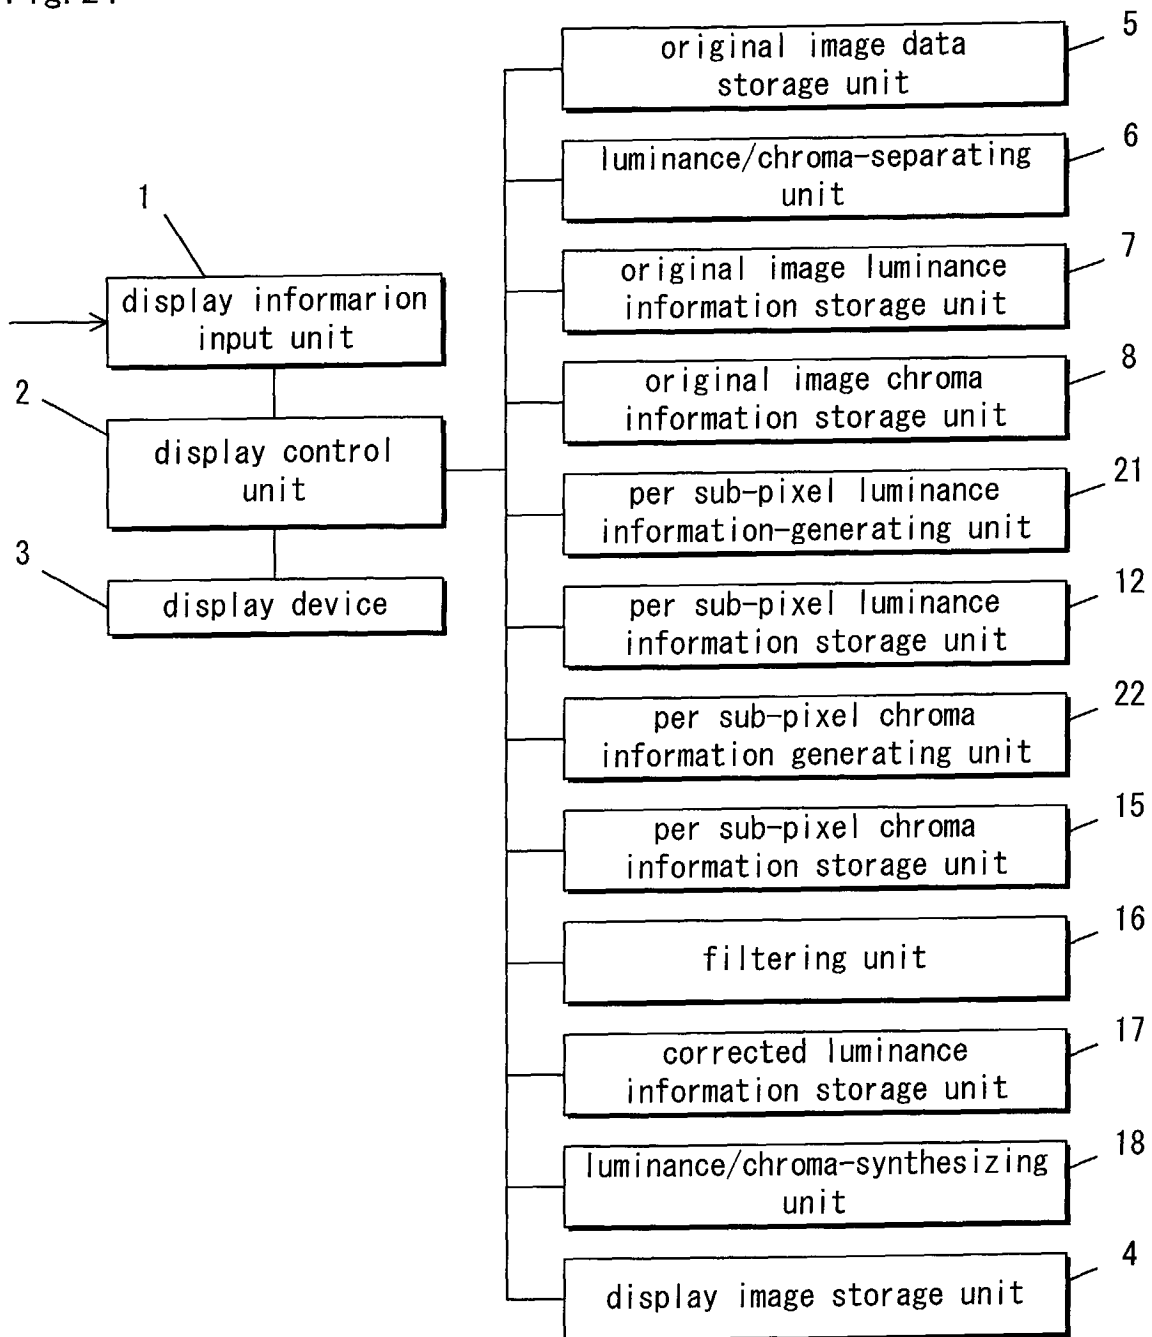 Fig. 24
5
original image data
storage unit
6
luminance/chroma-separating
unit
1
7
display informarion
input unit
original image luminance
information storage unit
2
8
display control
unit
original image chroma
information storage unit
21
per sub-pixel luminance
information-generating unit
3
display device
12
per sub-pixel luminance
information storage unit
22
per sub-pixel chroma
information generating unit
15
per sub-pixel chroma
information storage unit
16
filtering unit
17
corrected luminance
information storage unit
18
luminance/chroma-synthesizing
unit
4
display image storage unit